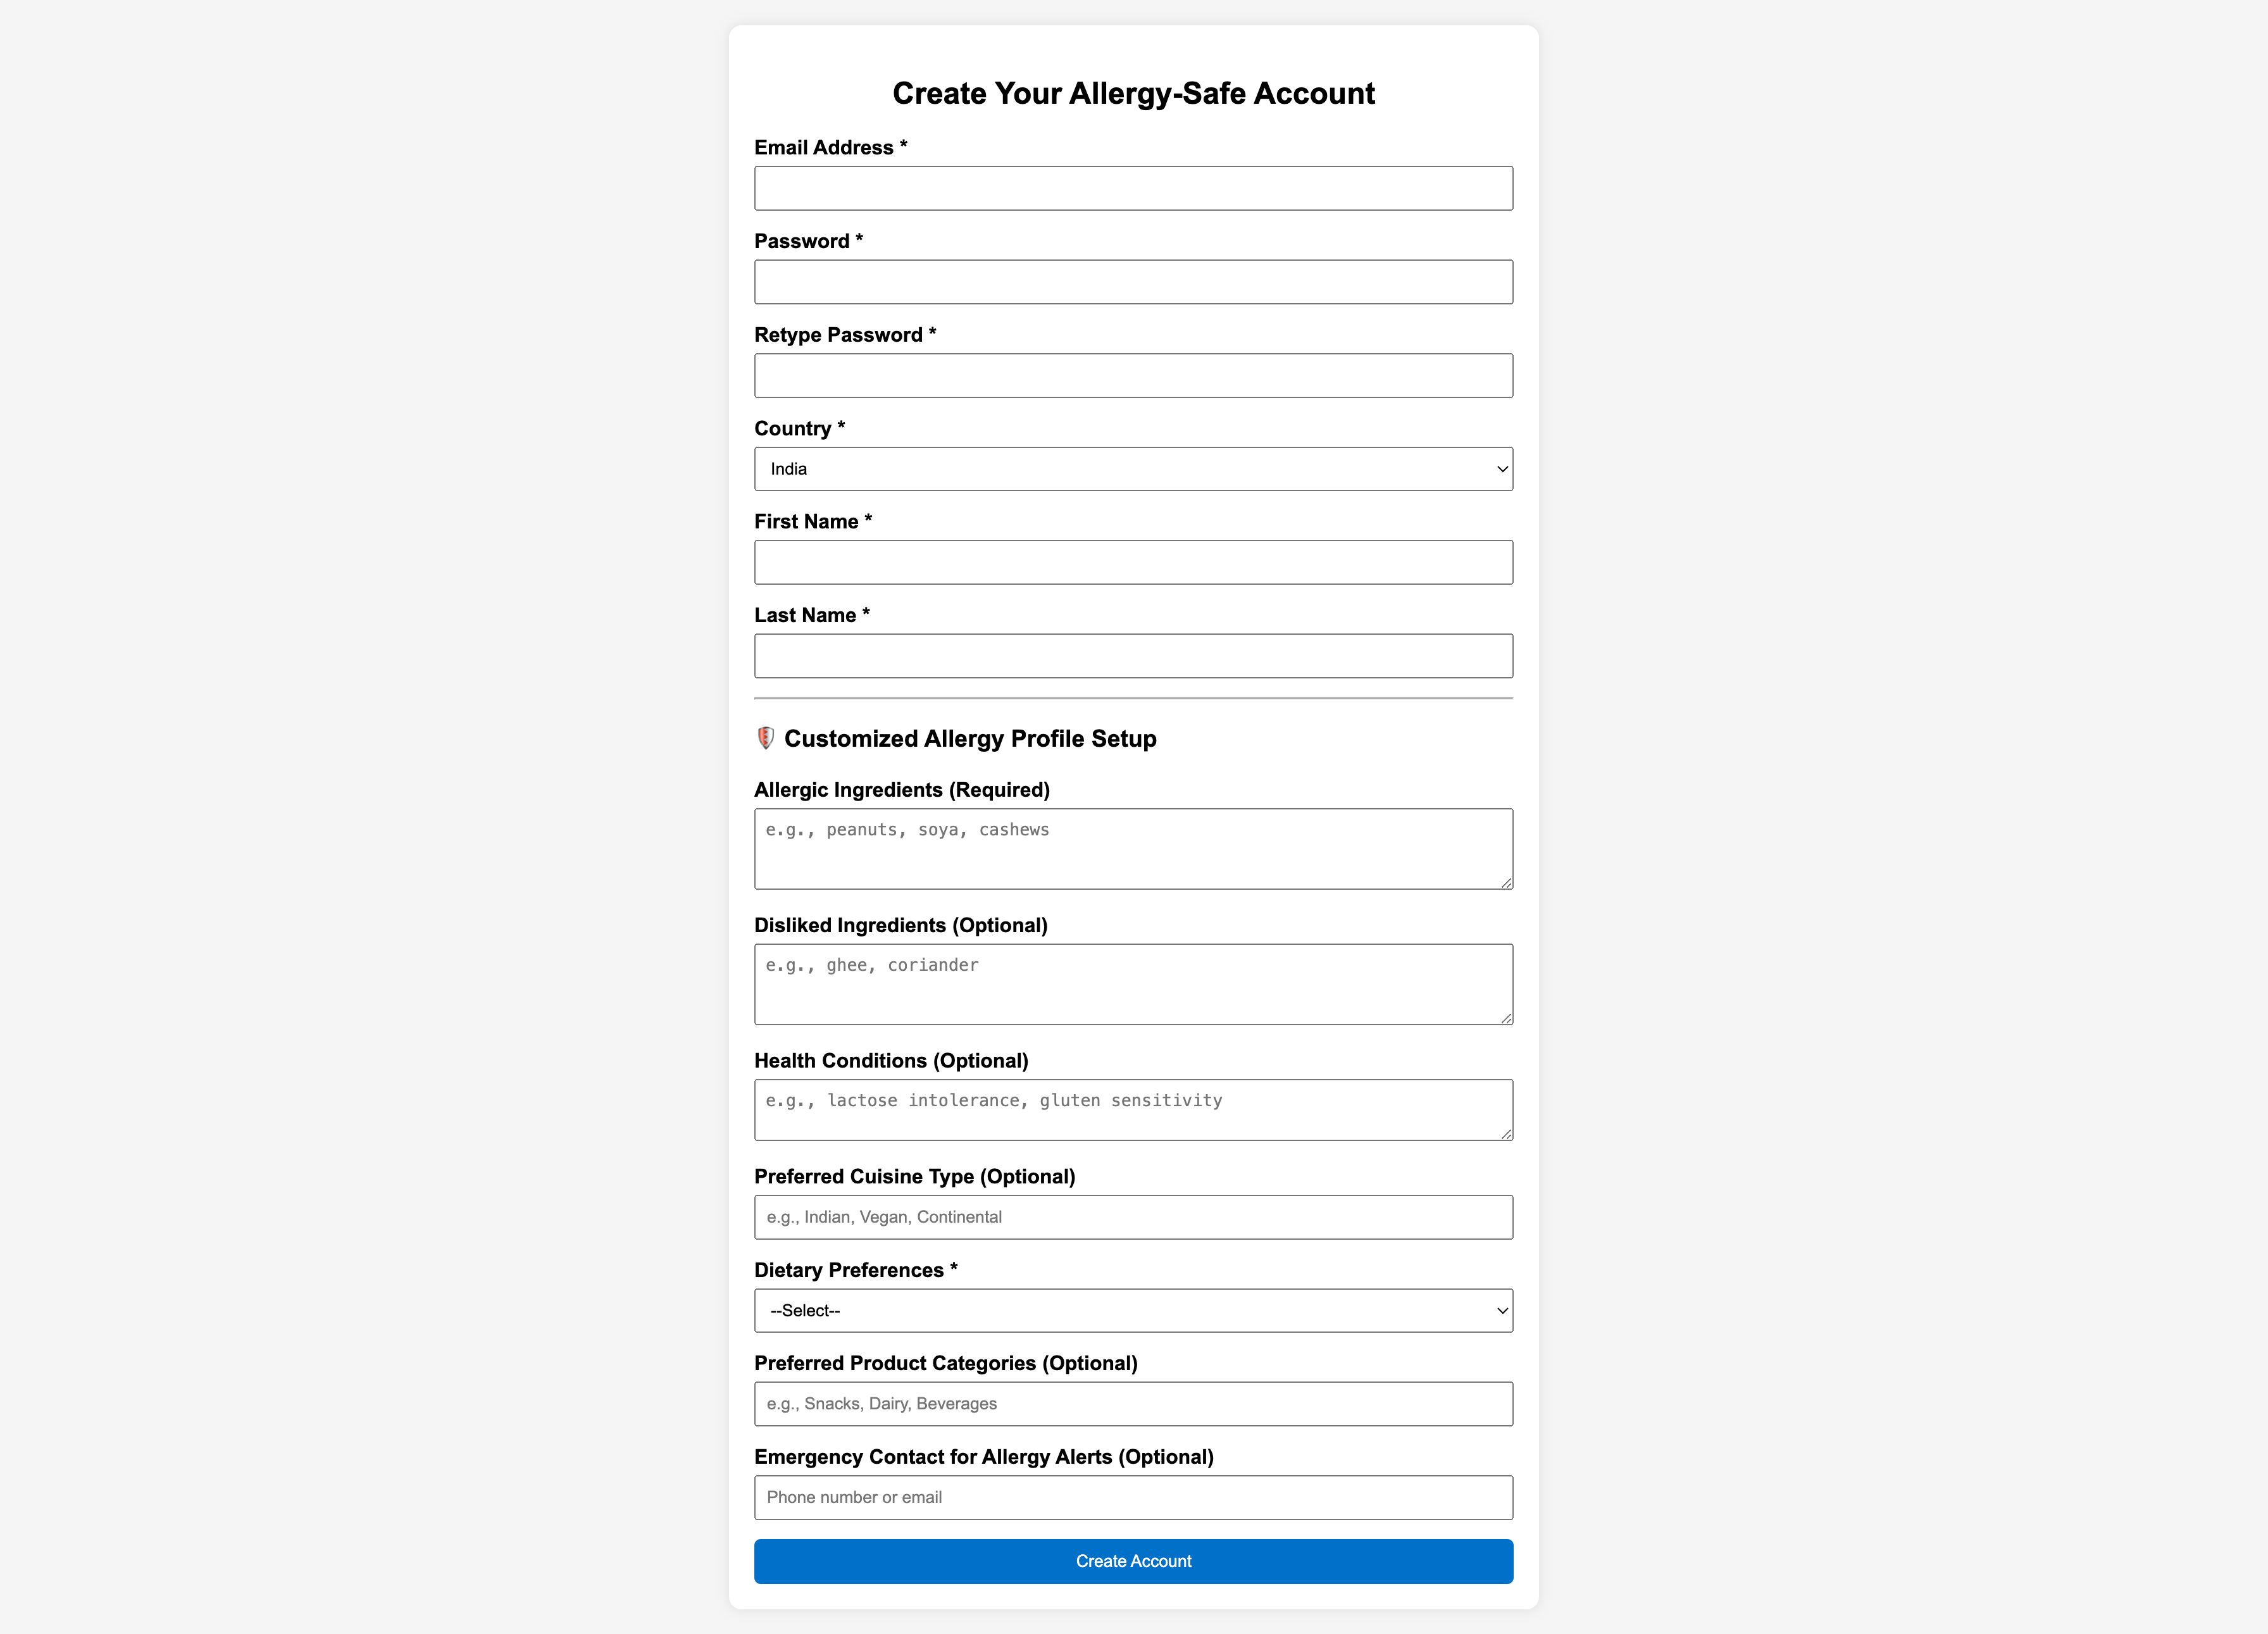 Create Your Allergy-Safe Account
Email Address *
Password *
Retype Password *
Country *
India
First Name *
Last Name *
Customized Allergy Profile Setup
Allergic Ingredients (Required)
e.g., peanuts, soya, cashews
Disliked Ingredients (Optional)
e.g., ghee, coriander
Health Conditions (Optional)
e.g., lactose intolerance, gluten sensitivity
Preferred Cuisine Type (Optional)
e.g., Indian, Vegan, Continental
Dietary Preferences *
--Select--
Preferred Product Categories (Optional)
e.g., Snacks, Dairy, Beverages
Emergency Contact for Allergy Alerts (Optional)
Phone number or email
Create Account